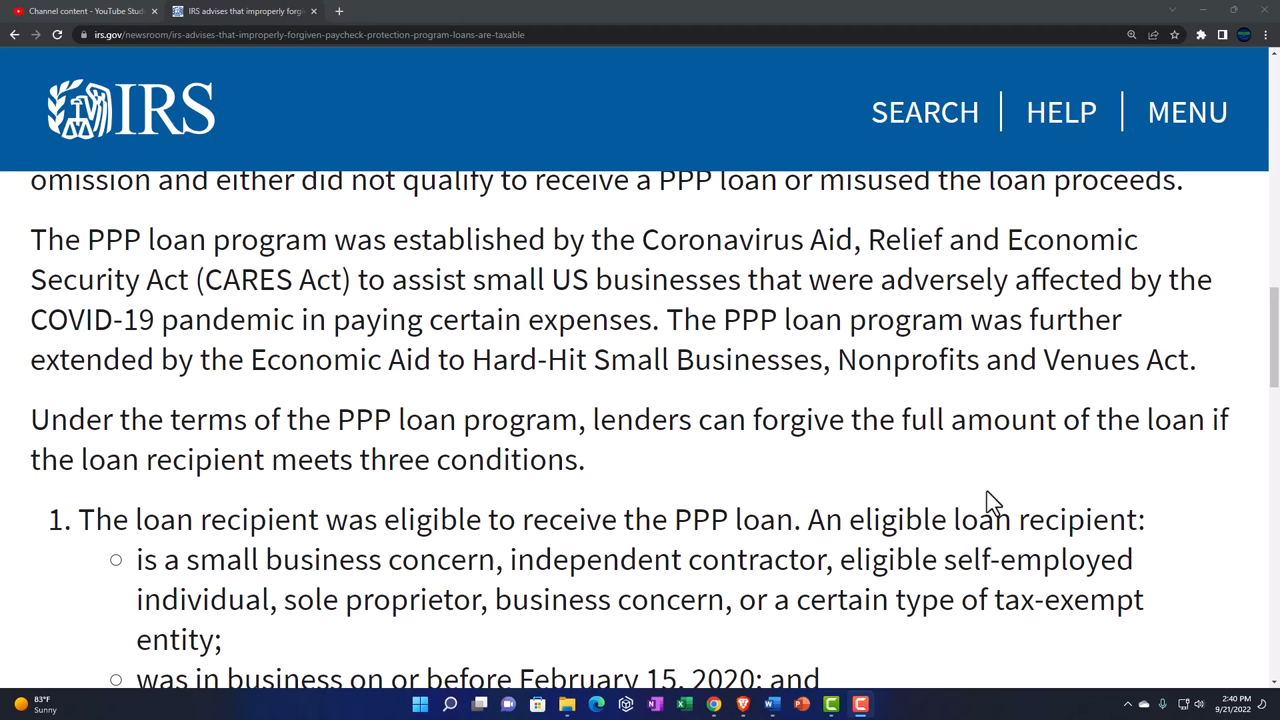 Channel content - YouTube Stud
IRS advises that improperly forgi
irs.gov/newsroom/irs-advises-that-improperly-forgiven-paycheck-protection-program-loans-are-taxable
IRS
SEARCH
HELP
MENU
omission and either did not qualify to receive a PPP loan or misused the loan proceeds.
The PPP loan program was established by the Coronavirus Aid, Relief and Economic
Security Act (CARES Act) to assist small US businesses that were adversely affected by the
COVID-19 pandemic in paying certain expenses. The PPP loan program was further
extended by the Economic Aid to Hard-Hit Small Businesses, Nonprofits and Venues Act.
Under the terms of the PPP loan program, lenders can forgive the full amount of the loan if
the loan recipient meets three conditions.
1. The loan recipient was eligible to receive the PPP loan. An eligible loan recipient:
is a small business concern, independent contractor, eligible self-employed
individual, sole proprietor, business concern, or a certain type of tax-exempt
entity;
was in business on or before February 15, 2020; and
83°F
Sunny
2:40 PM
9/21/2022